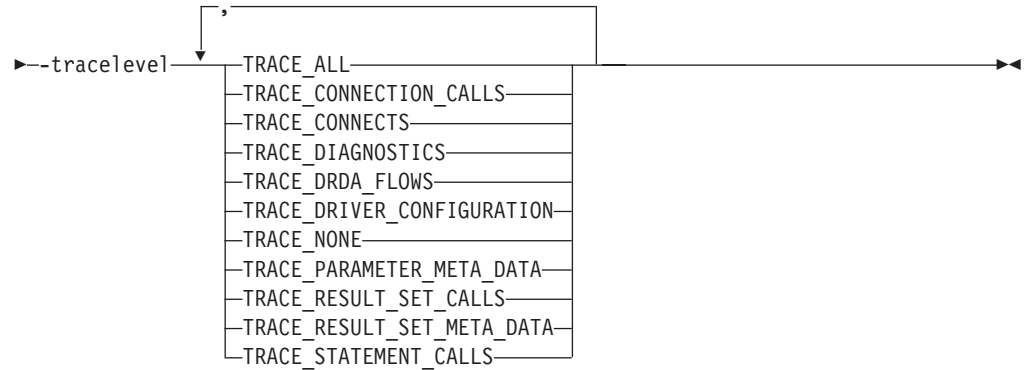 ,
-tracelevel TRACE_ALL
TRACE_CONNECTION_CALLS
TRACE_CONNECTS
TRACE_DIAGNOSTICS
TRACE_DRDA_FLOWS
TRACE_DRIVER_CONFIGURATION
TRACE_NONE
TRACE_PARAMETER_META_DATA
TRACE_RESULT_SET_CALLS
TRACE_RESULT_SET_META_DATA
TRACE_STATEMENT_CALLS